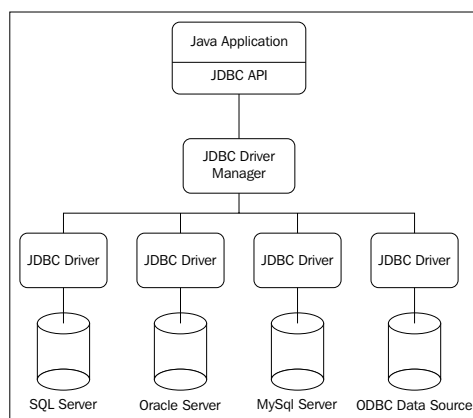 Java Application
JDBC API
JDBC Driver
Manager
JDBC Driver
JDBC Driver
JDBC Driver
JDBC Driver
SQL Server
Oracle Server
MySql Server
ODBC Data Source